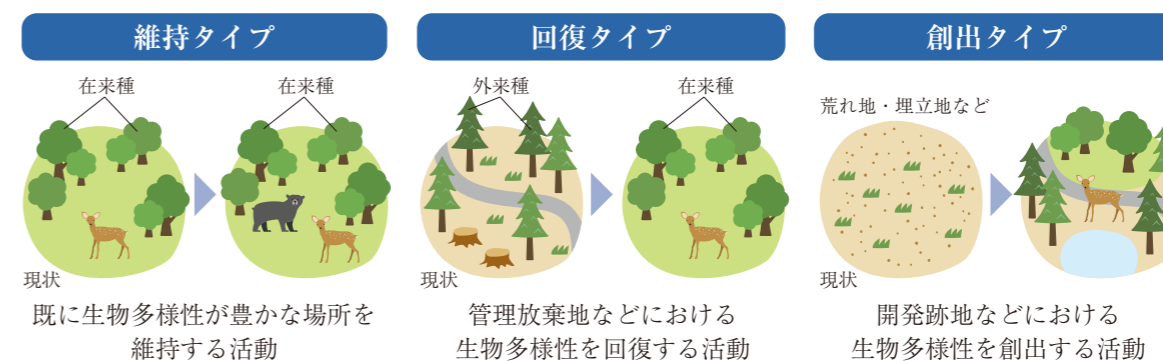 維持タイプ
在来種
在来種
現状
既に生物多様性が豊かな場所を
維持する活動
回復タイプ
外来種
在来種
現状
管理放棄地などにおける
生物多様性を回復する活動
創出タイプ
荒れ地・埋立地など
現状
開発跡地などにおける
生物多様性を創出する活動